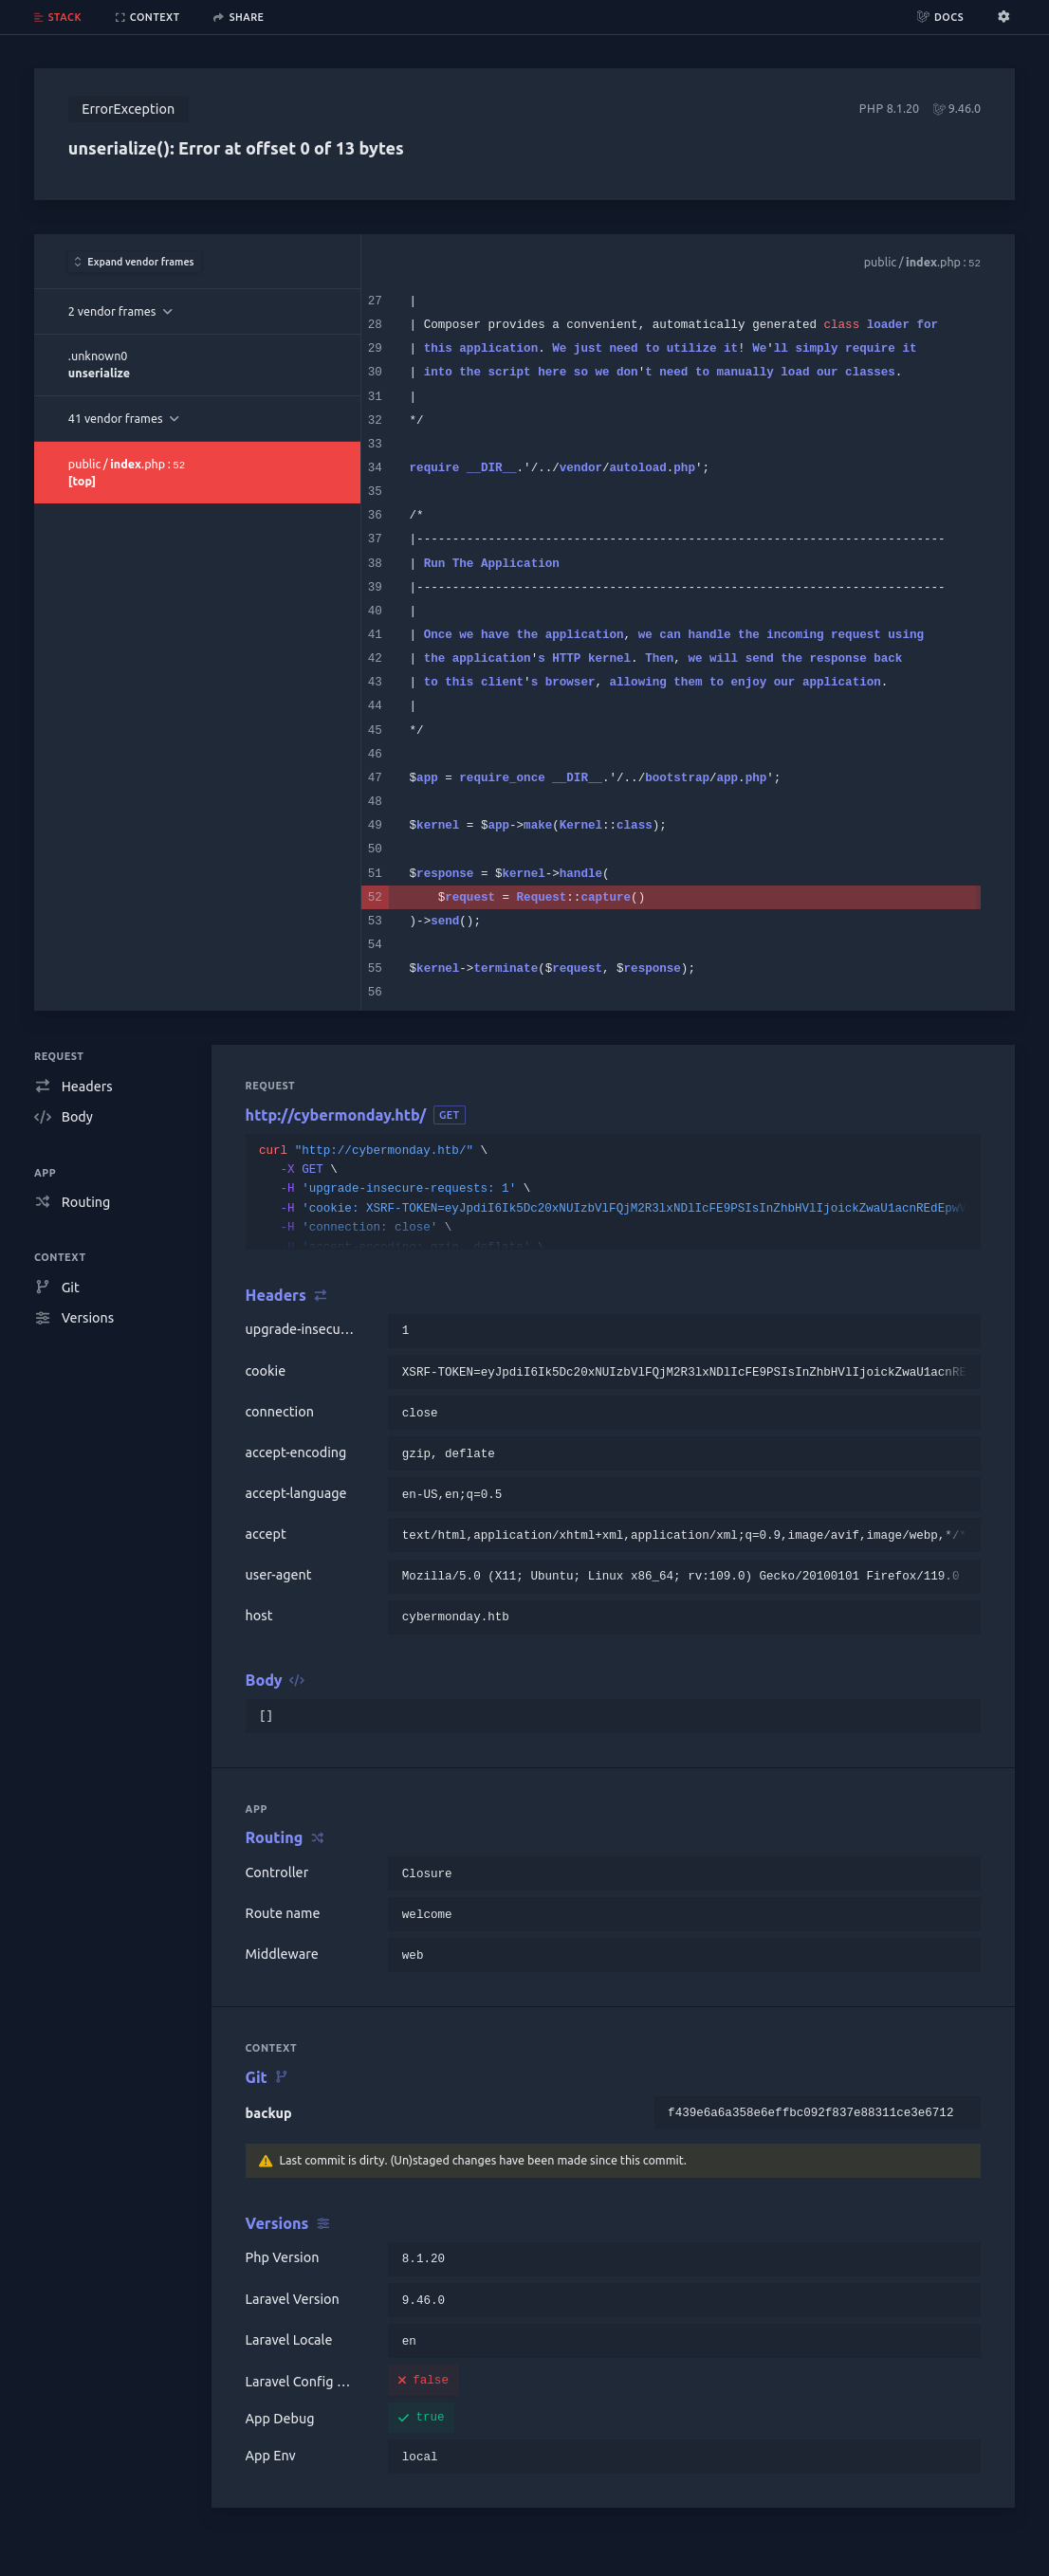 STACK CONTEXT SHARE DOCS
ErrorException PHP 8.1.20 9.46.0
unserialize(): Error at offset 0 of 13 bytes
Expand vendor frames
2 vendor frames
.unknown0
unserialize
41 vendor frames
public / index.php : 52
[top]
public / index.php : 52
27 |
28 | Composer provides a convenient, automatically generated class loader for
29 | this application. We just need to utilize it! We'll simply require it
30 | into the script here so we don't need to manually load our classes.
31 |
32 */
33
34 require __DIR__.'/../vendor/autoload.php';
35
36 /*
37 |--------------------------------------------------------------------------
38 | Run The Application
39 |--------------------------------------------------------------------------
40 |
41 | Once we have the application, we can handle the incoming request using
42 | the application's HTTP kernel. Then, we will send the response back
43 | to this client's browser, allowing them to enjoy our application.
44 |
45 */
46
47 $app = require_once __DIR__.'/../bootstrap/app.php';
48
49 $kernel = $app->make(Kernel::class);
50
51 $response = $kernel->handle(
52     $request = Request::capture()
53 )->send();
54
55 $kernel->terminate($request, $response);
56
REQUEST
Headers
Body
APP
Routing
CONTEXT
Git
Versions
REQUEST
http://cybermonday.htb/ GET
curl "http://cybermonday.htb/" \
-X GET \
-H 'upgrade-insecure-requests: 1' \
-H 'cookie: XSRF-TOKEN=eyJpdiI6Ik5Dc20xNUIzbVlFQjM2R3lxNDlIcFE9PSIsInZhbHVlIjoickZwaU1acnREdEpwV
-H 'connection: close' \
-H 'accept-encoding: gzip, deflate' \
Headers
upgrade-insecu… 1
cookie XSRF-TOKEN=eyJpdiI6Ik5Dc20xNUIzbVlFQjM2R3lxNDlIcFE9PSIsInZhbHVlIjoickZwaU1acnRE
connection close
accept-encoding gzip, deflate
accept-language en-US,en;q=0.5
accept text/html,application/xhtml+xml,application/xml;q=0.9,image/avif,image/webp,*/*
user-agent Mozilla/5.0 (X11; Ubuntu; Linux x86_64; rv:109.0) Gecko/20100101 Firefox/119.0
host cybermonday.htb
Body
[]
APP
Routing
Controller Closure
Route name welcome
Middleware web
CONTEXT
Git
backup f439e6a6a358e6effbc092f837e88311ce3e6712
Last commit is dirty. (Un)staged changes have been made since this commit.
Versions
Php Version 8.1.20
Laravel Version 9.46.0
Laravel Locale en
Laravel Config … false
App Debug true
App Env local